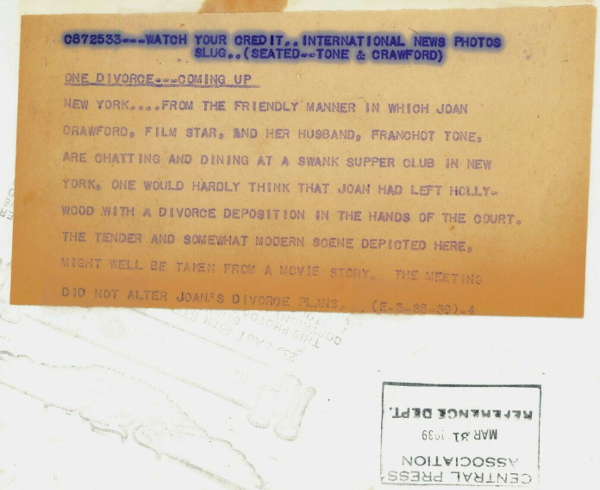 C872533---WATCH YOUR CREDIT.. INTERNATIONAL NEWS PHOTOS
SLUG..(SEATED--TONE & CRAWFORD)
ONE DIVORCE---COMING UP
NEW YORK....FROM THE FRIENDLY MANNER IN WHICH JOAN
CRAWFORD, FILM STAR, AND HER HUSBAND, FRANCHOT TONE,
ARE CHATTING AND DINING AT A SWANK SUPPER CLUB IN NEW
YORK, ONE WOULD HARDLY THINK THAT JOAN HAD LEFT HOLLY-
WOOD WITH A DIVORCE DEPOSITION IN THE HANDS OF THE COURT.
THE TENDER AND SOMEWHAT MODERN SCENE DEPICTED HERE,
MIGHT WELL BE TAKEN FROM A MOVIE STORY. THE MEETING
DID NOT ALTER JOAN'S DIVORCE PLANS.
CENTRAL PRESS
ASSOCIATION
MAR 31 1939
REFERENCE DEPT.